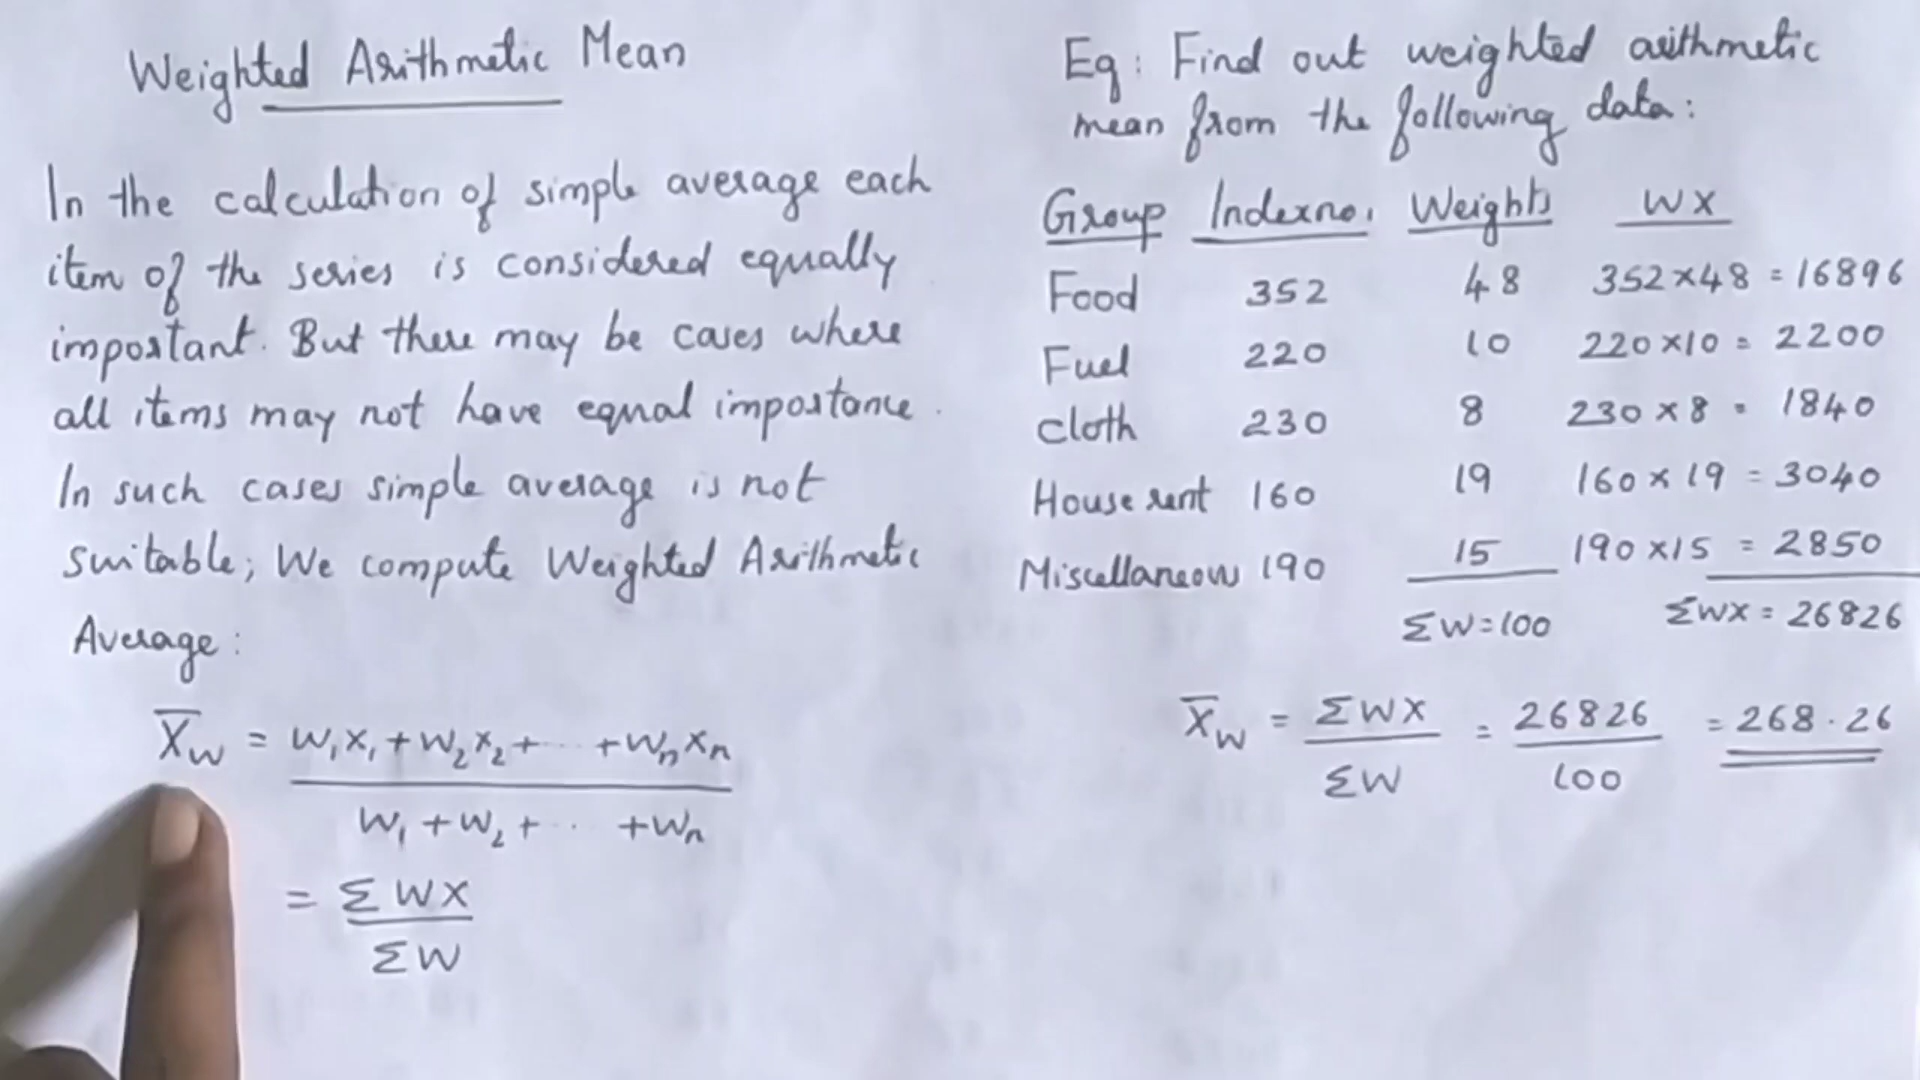 Weighted Arithmetic Mean
In the calculation of simple average each
item of the series is considered equally
important. But there may be cases where
all items may not have equal importance.
In such cases simple average is not
suitable; We compute Weighted Arithmetic
Average:
X̅w = W₁X₁ + W₂X₂ + ... + WnXn
W₁ + W₂ + ... + Wn
= ΣWX
ΣW
Eg: Find out weighted arithmetic
mean from the following data:
Group Indexno. Weights WX
Food 352 48 352×48 = 16896
Fuel 220 10 220×10 = 2200
Cloth 230 8 230×8 = 1840
House rent 160 19 160×19 = 3040
Miscellaneous 190 15 190×15 = 2850
ΣW=100 ΣWX = 26826
X̅w = ΣWX = 26826 = 268.26
ΣW 100